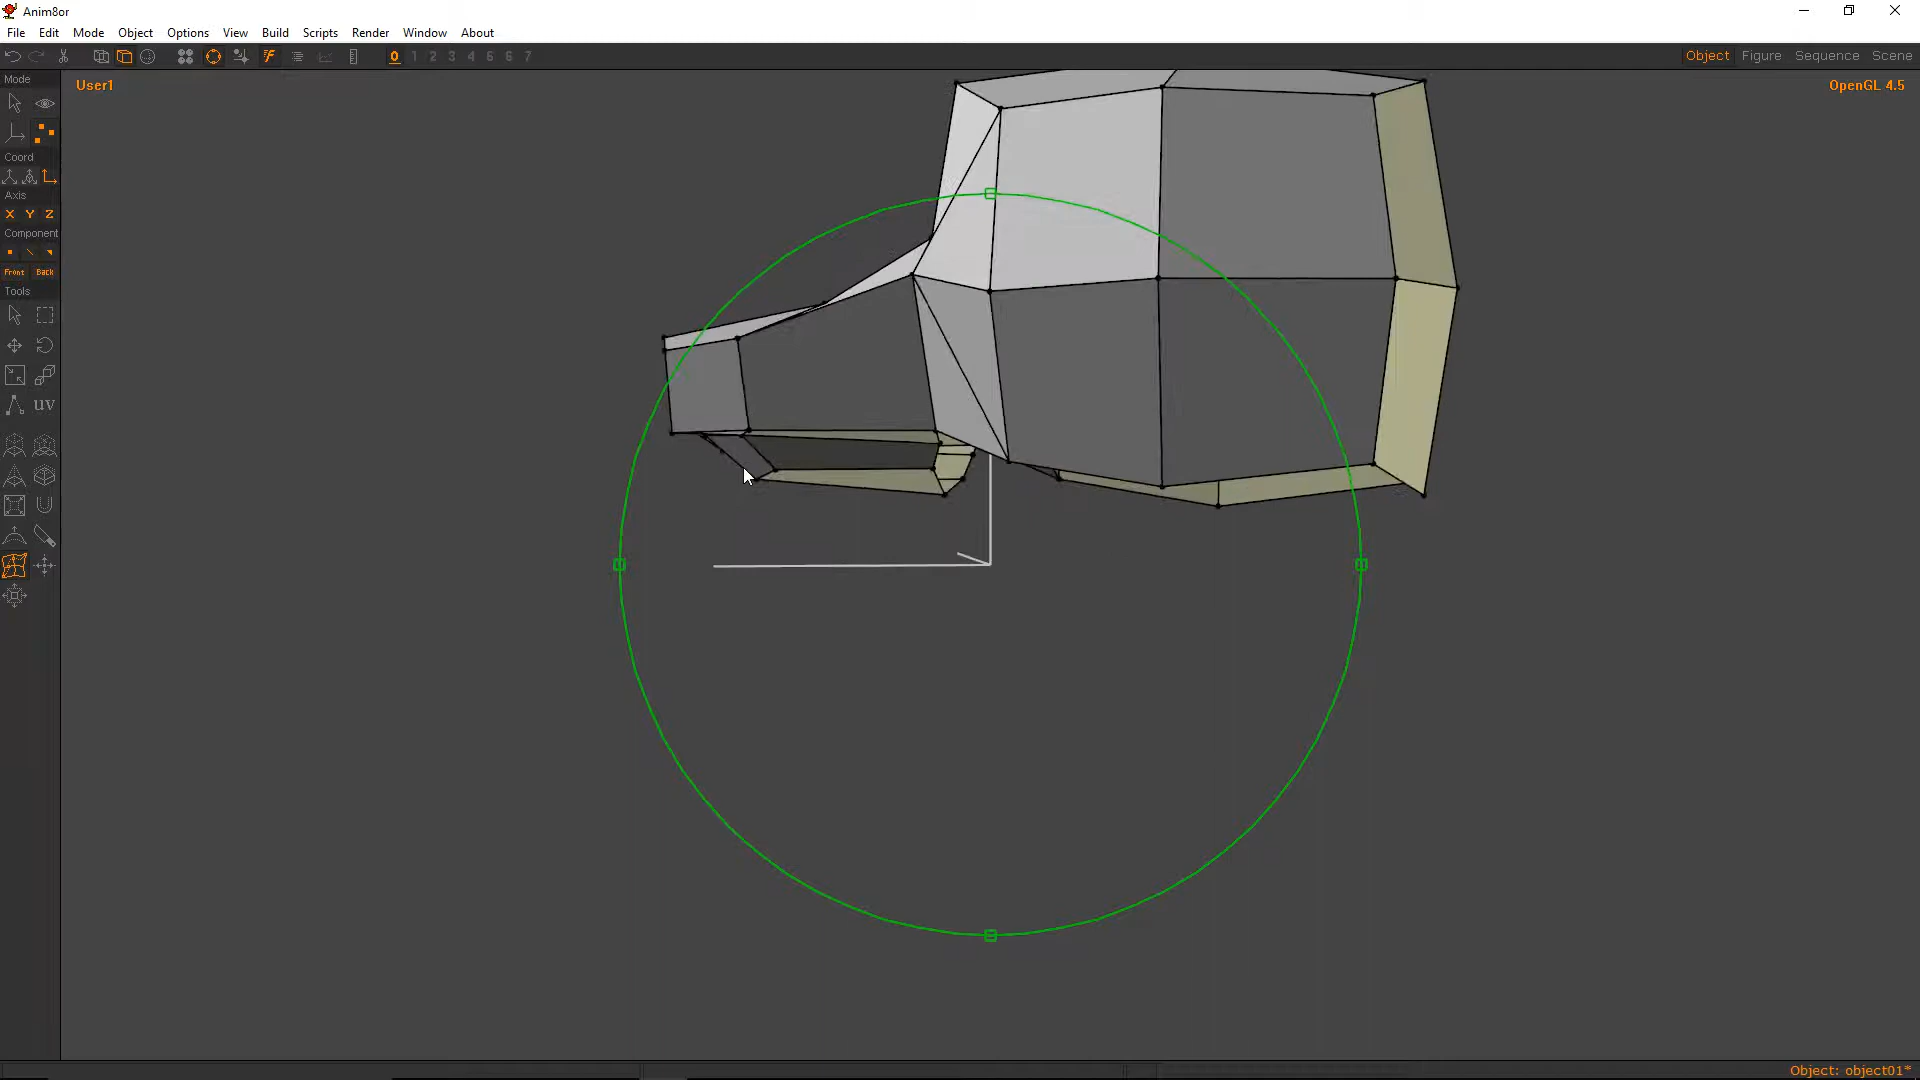 Anim8or
File Edit Mode Object Options View Build Scripts Render Window About
0 1 2 3 4 5 6 7
Object Figure Sequence Scene
Mode
User1
OpenGL 4.5
Coord
Axis
X Y Z
Component
Front Back
Tools
UV
Object: object01*